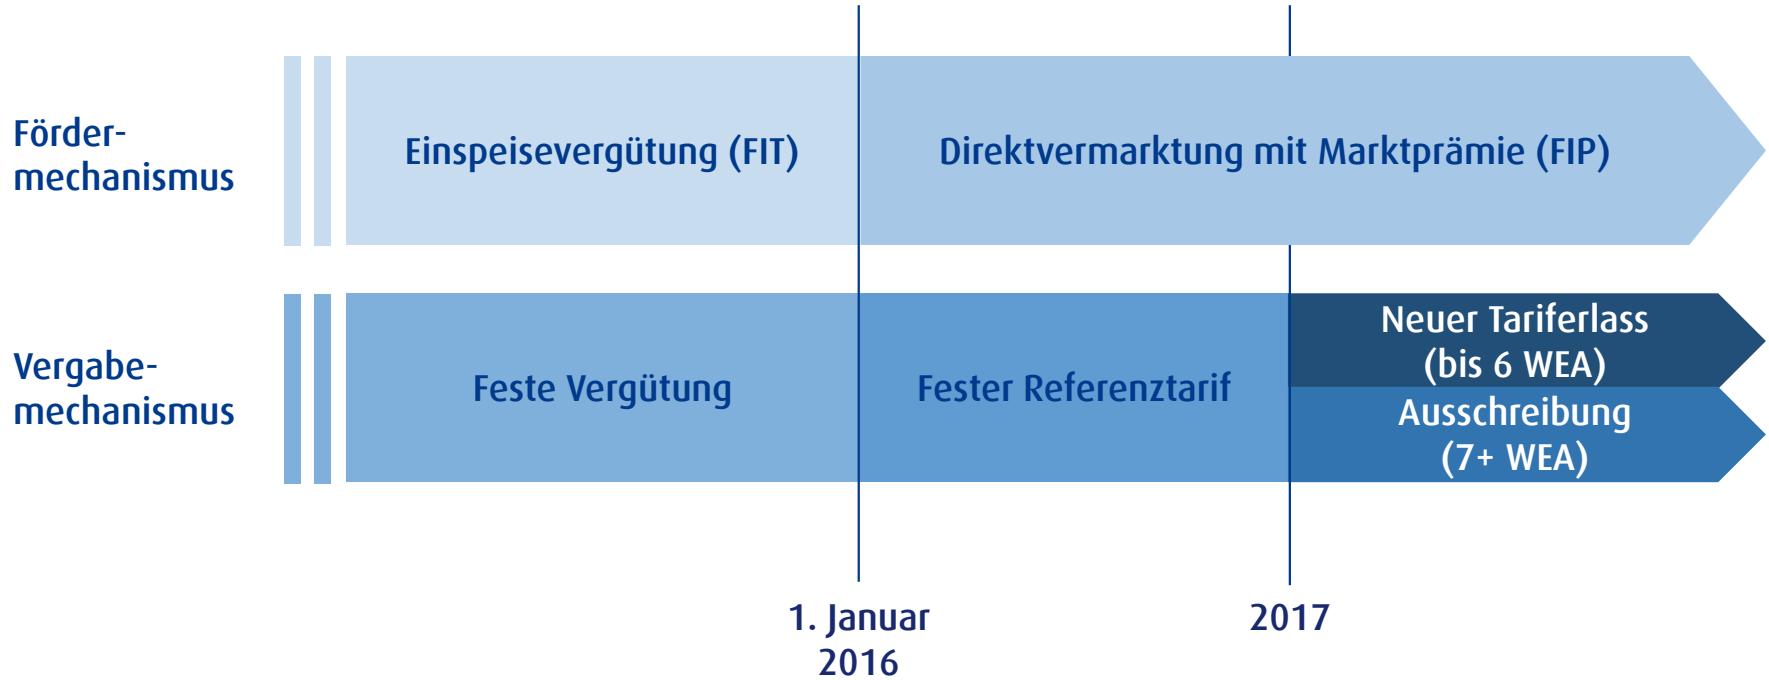 Förder-
mechanismus
Einspeisevergütung (FIT)
Direktvermarktung mit Marktprämie (FIP)
Vergabe-
mechanismus
Feste Vergütung
Fester Referenztarif
Neuer Tariferlass
(bis 6 WEA)
Ausschreibung
(7+ WEA)
1. Januar
2016
2017